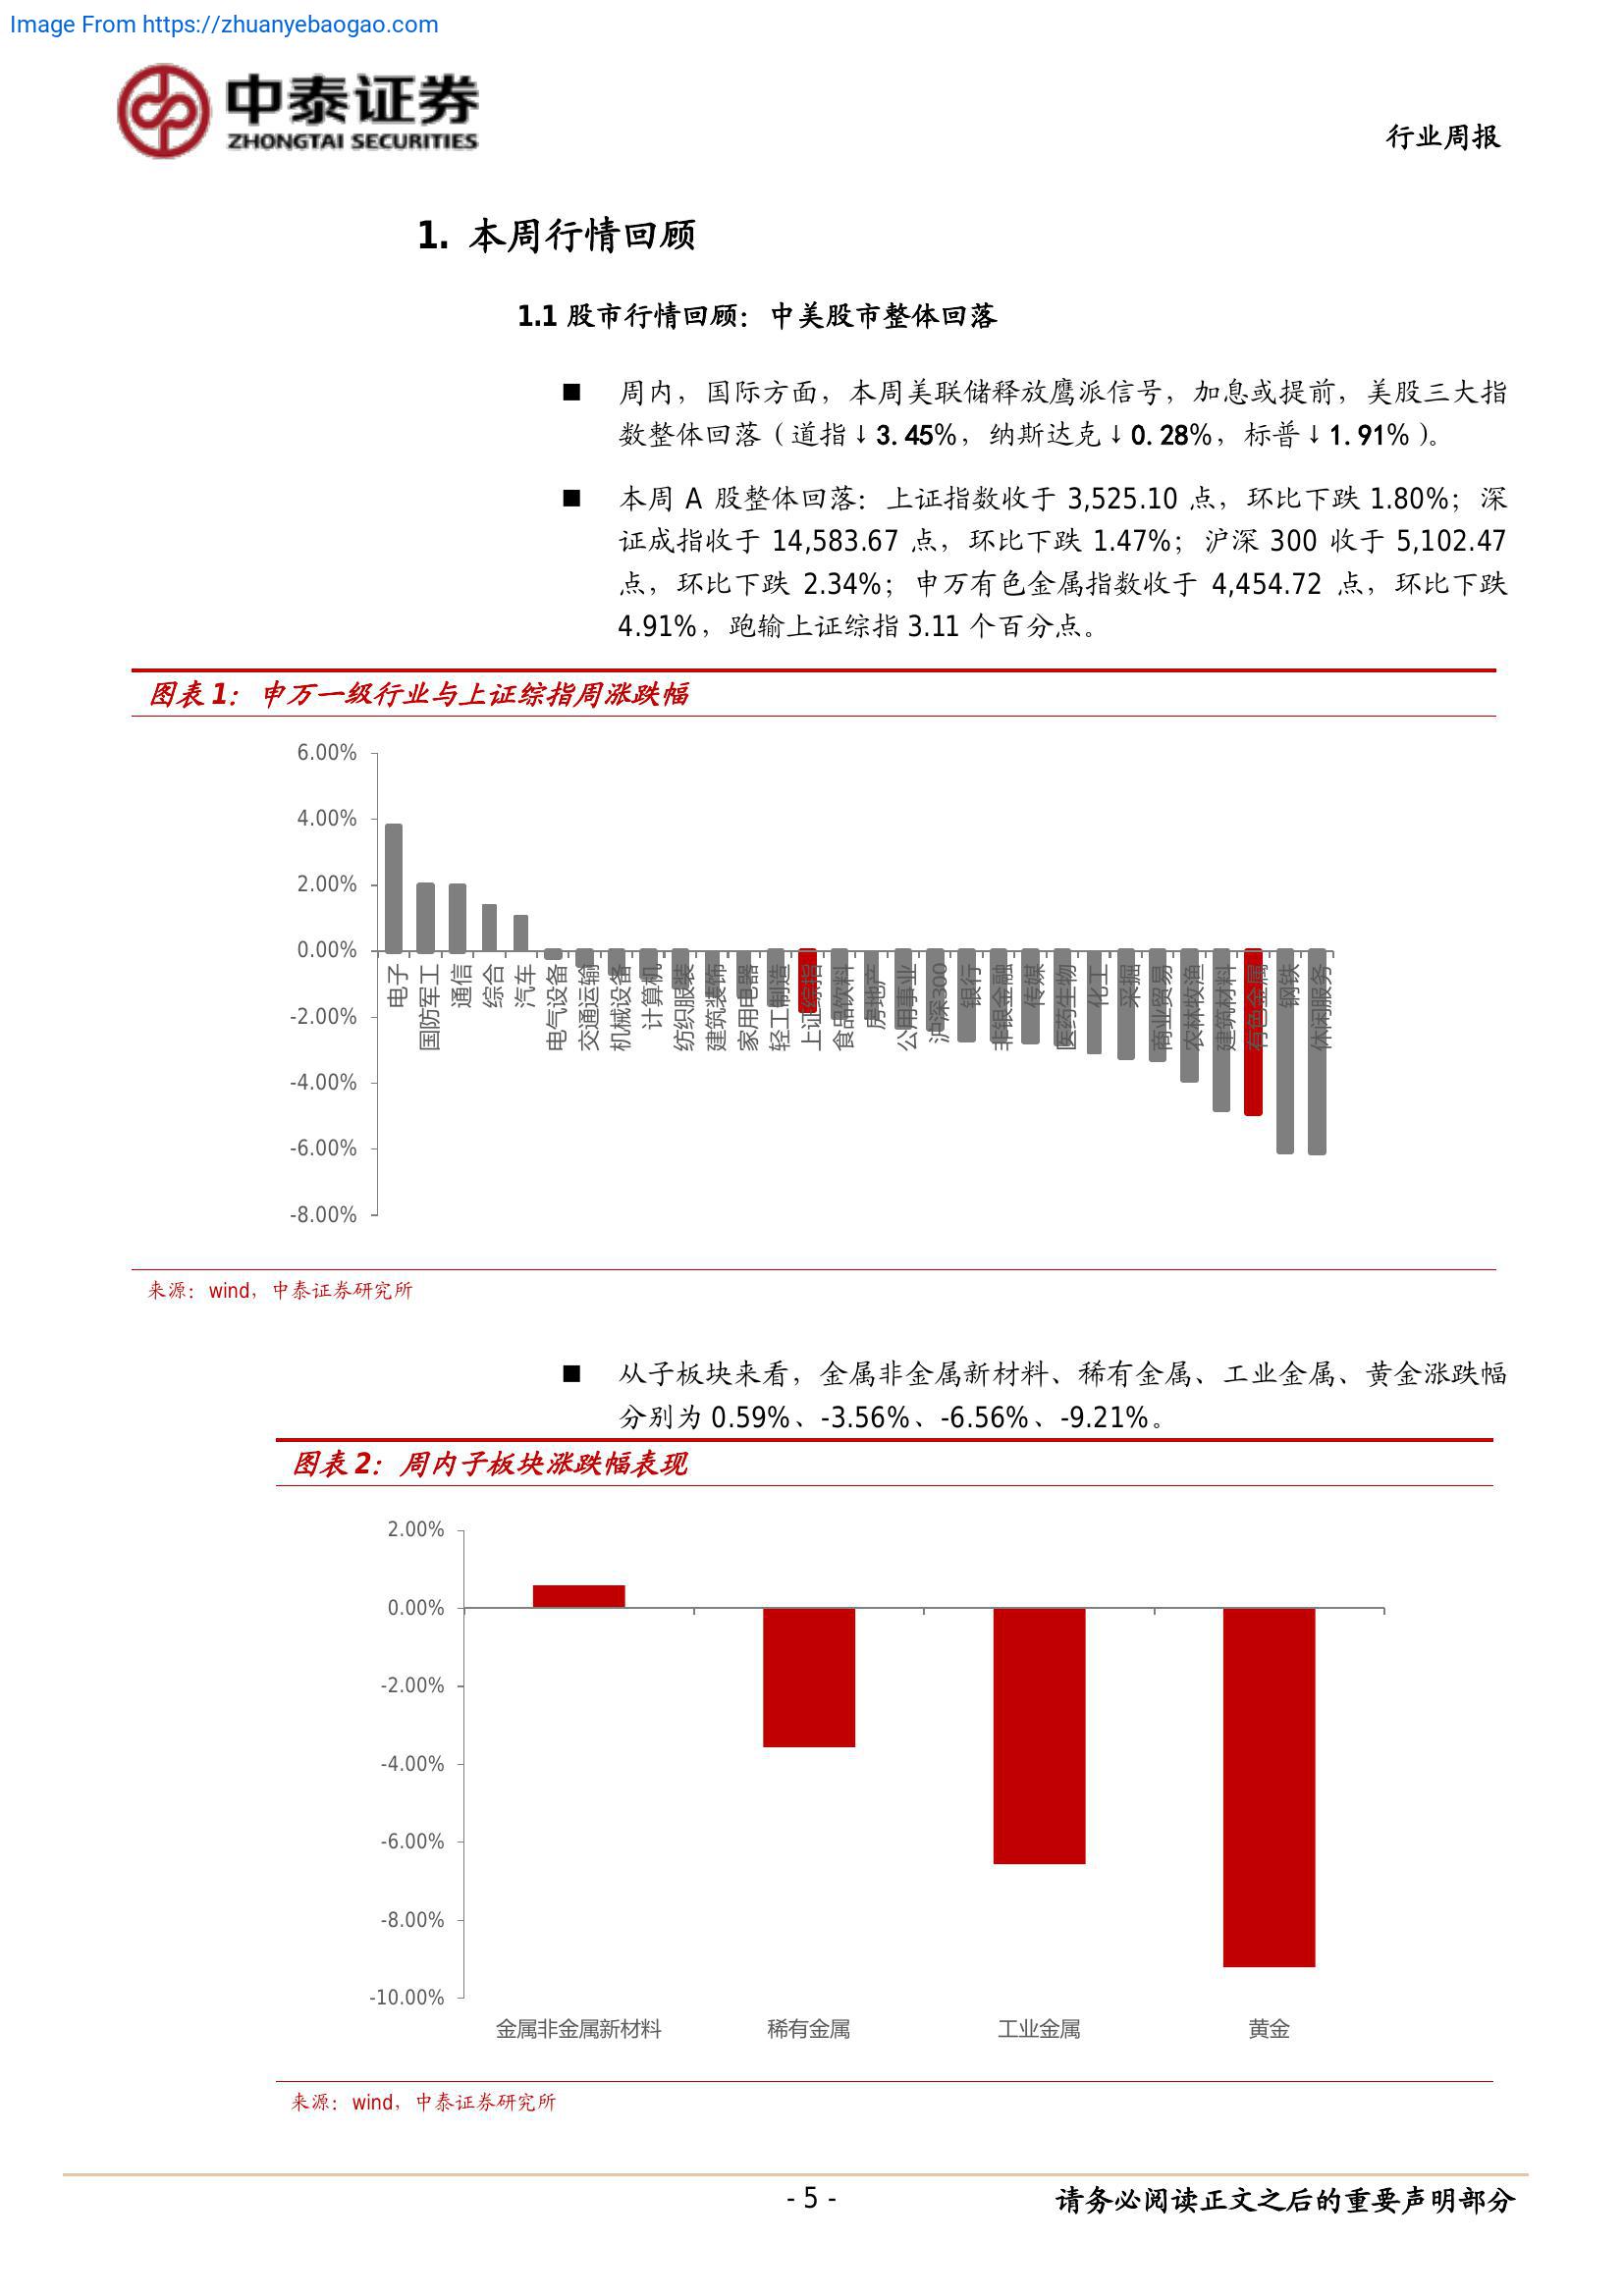 Image From https://zhuanyebaogao.com
中泰证券
ZHONGTAI SECURITIES
行业周报
1. 本周行情回顾
1.1 股市行情回顾：中美股市整体回落
■ 周内，国际方面，本周美联储释放鹰派信号，加息或提前，美股三大指
数整体回落（道指↓3.45%，纳斯达克↓0.28%，标普↓1.91%）。
■ 本周 A 股整体回落：上证指数收于 3,525.10 点，环比下跌 1.80%；深
证成指收于 14,583.67 点，环比下跌 1.47%；沪深 300 收于 5,102.47
点，环比下跌 2.34%；申万有色金属指数收于 4,454.72 点，环比下跌
4.91%，跑输上证综指 3.11 个百分点。
图表 1：申万一级行业与上证综指周涨跌幅
6.00%
4.00%
2.00%
0.00%
-2.00%
-4.00%
-6.00%
-8.00%
电子
国防军工
通信
综合
汽车
电气设备
交通运输
机械设备
计算机
纺织服装
建筑装饰
家用电器
轻工制造
上证综指
食品饮料
房地产
公用事业
沪深300
银行
非银金融
传媒
医药生物
化工
采掘
商业贸易
农林牧渔
建筑材料
有色金属
钢铁
休闲服务
来源：wind，中泰证券研究所
■ 从子板块来看，金属非金属新材料、稀有金属、工业金属、黄金涨跌幅
分别为 0.59%、-3.56%、-6.56%、-9.21%。
图表 2：周内子板块涨跌幅表现
2.00%
0.00%
-2.00%
-4.00%
-6.00%
-8.00%
-10.00%
金属非金属新材料 稀有金属 工业金属 黄金
来源：wind，中泰证券研究所
- 5 -
请务必阅读正文之后的重要声明部分